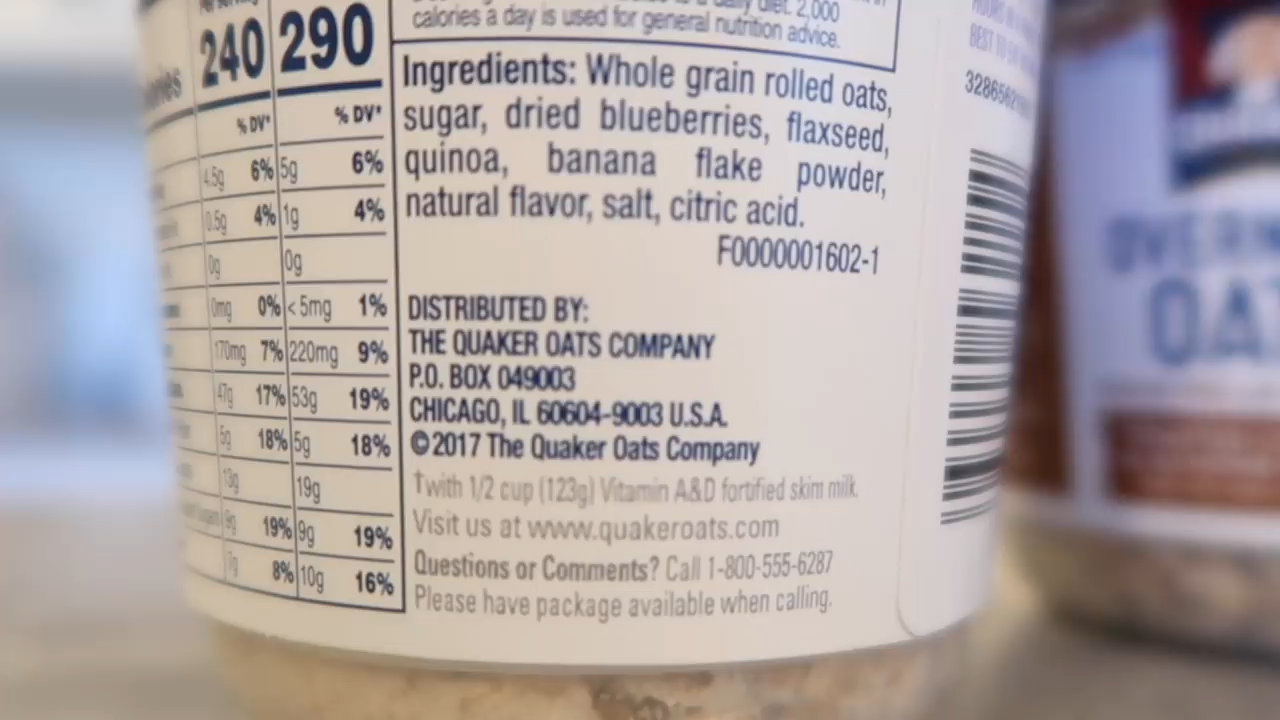 240 290
% DV* % DV*
4.5g 6% 5g 6%
0.5g 4% 1g 4%
0g 0g
0mg 0% <5mg 1%
170mg 7% 220mg 9%
47g 17% 53g 19%
5g 18% 5g 18%
13g 19g
9g 19% 9g 19%
7g 8% 10g 16%
daily diet. 2,000
calories a day is used for general nutrition advice.
Ingredients: Whole grain rolled oats,
sugar, dried blueberries, flaxseed,
quinoa, banana flake powder,
natural flavor, salt, citric acid.
F0000001602-1
DISTRIBUTED BY:
THE QUAKER OATS COMPANY
P.O. BOX 049003
CHICAGO, IL 60604-9003 U.S.A.
©2017 The Quaker Oats Company
†with 1/2 cup (123g) Vitamin A&D fortified skim milk.
Visit us at www.quakeroats.com
Questions or Comments? Call 1-800-555-6287
Please have package available when calling.